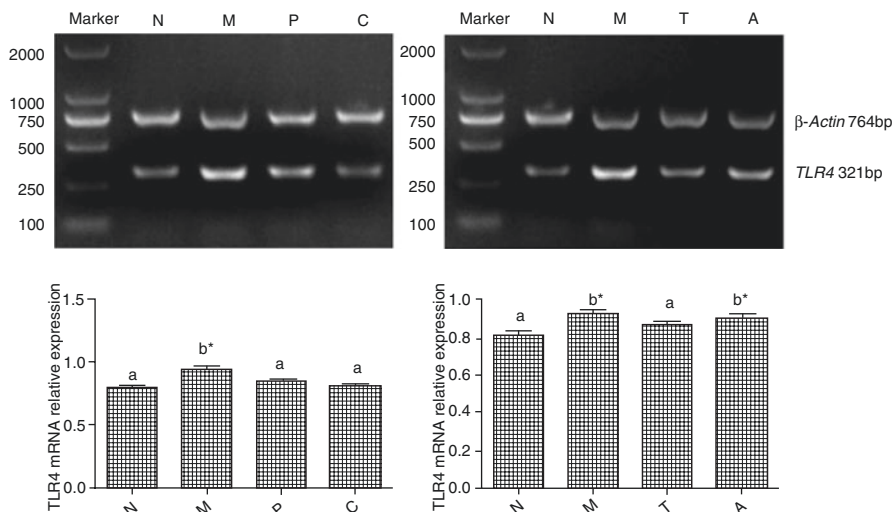 Marker N M P C
2000
1000
750
500
250
100
Marker N M T A
2000
1000
750
500
250
100
β-Actin 764bp
TLR4 321bp
TLR4 mRNA relative expression
1.5
1.0
0.5
0.0
a
b*
a
a
N M P C
TLR4 mRNA relative expression
1.0
0.8
0.6
0.4
0.2
0.0
a
b*
a
b*
N M T A